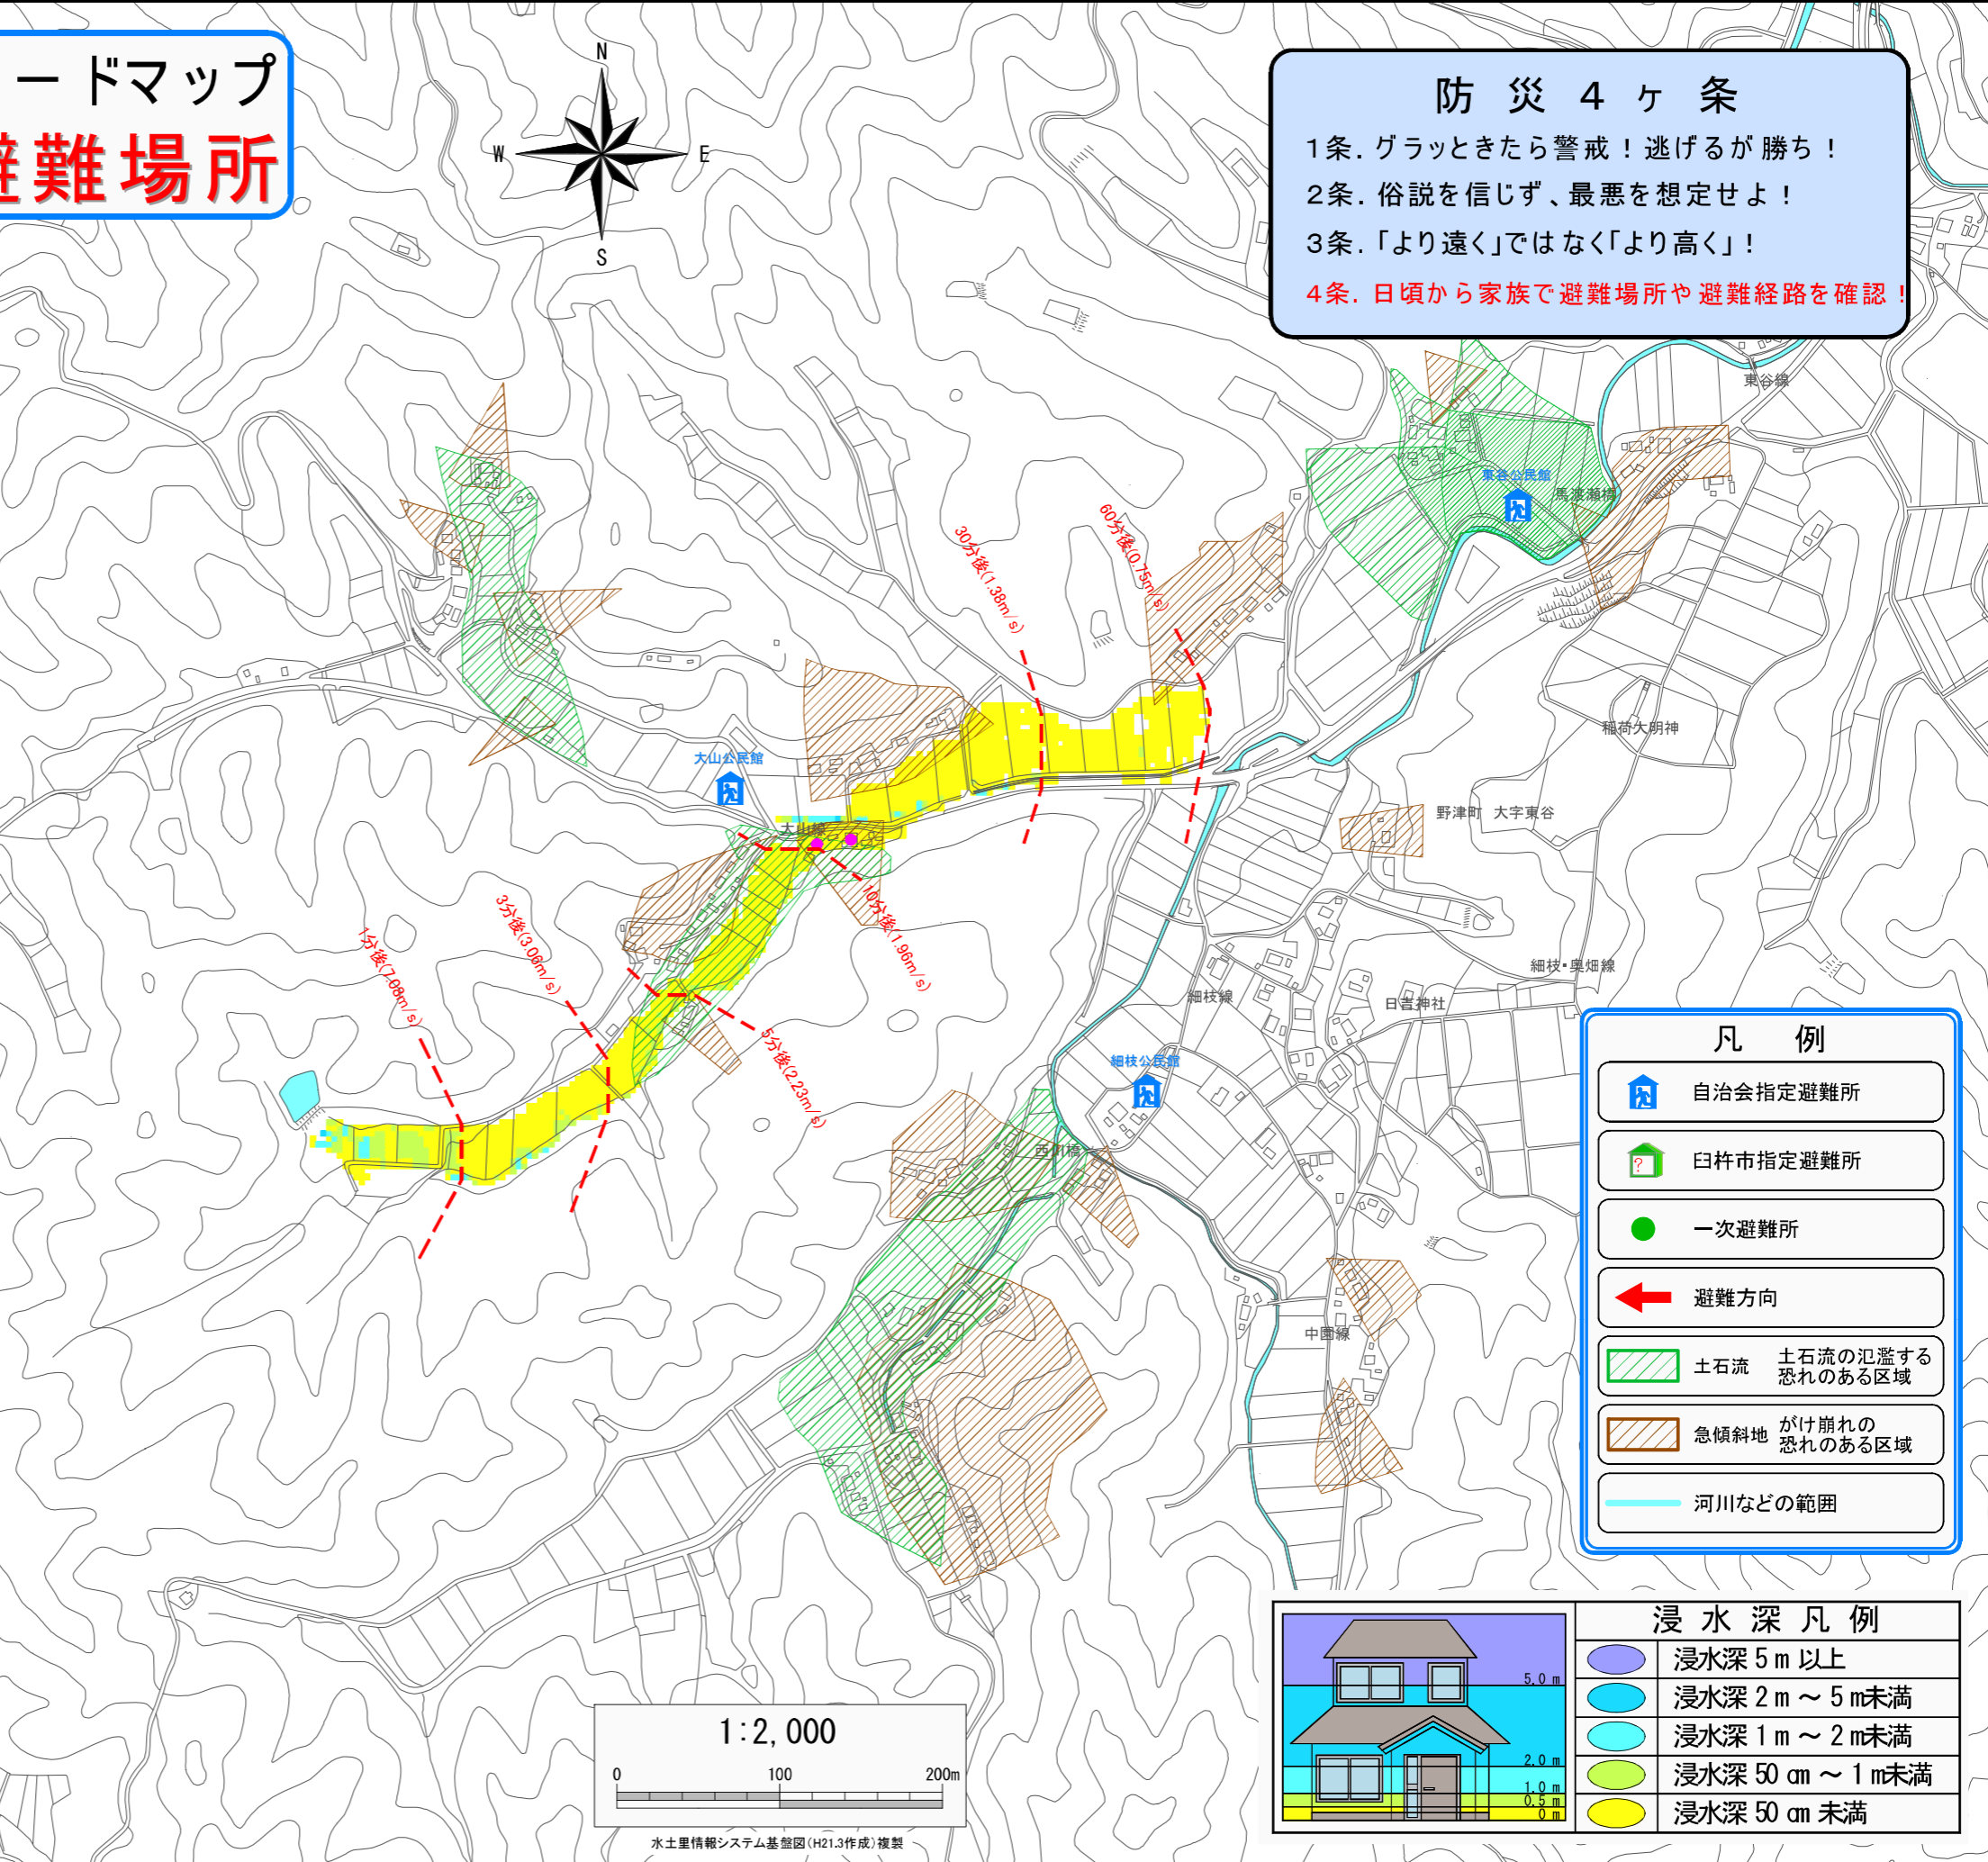 ードマップ
避難場所
N
W
E
S
防災4ヶ条
1条.グラッときたら警戒!逃げるが勝ち!
2条.俗説を信じず、最悪を想定せよ!
3条.「より遠く」ではなく「より高く」!
4条.日頃から家族で避難場所や避難経路を確認!
東谷線
東谷公民館
馬渡瀬橋
30分後(1.38m/s)
60分後(0.75m/s)
稲荷大明神
大山公民館
大山線
野津町 大字東谷
10分後(1.96m/s)
3分後(3.06m/s)
1分後(7.08m/s)
5分後(2.23m/s)
細枝・奥畑線
細枝線
日吉神社
細枝公民館
西川橋
中園線
凡例
自治会指定避難所
?
臼杵市指定避難所
一次避難所
避難方向
土石流 土石流の氾濫する
恐れのある区域
急傾斜地 がけ崩れの
恐れのある区域
河川などの範囲
浸水深凡例
浸水深5m以上
浸水深2m~5m未満
浸水深1m~2m未満
浸水深50cm~1m未満
浸水深50cm未満
5.0m
2.0m
1.0m
0.5m
0m
1:2,000
0 100 200m
水土里情報システム基盤図(H21.3作成)複製